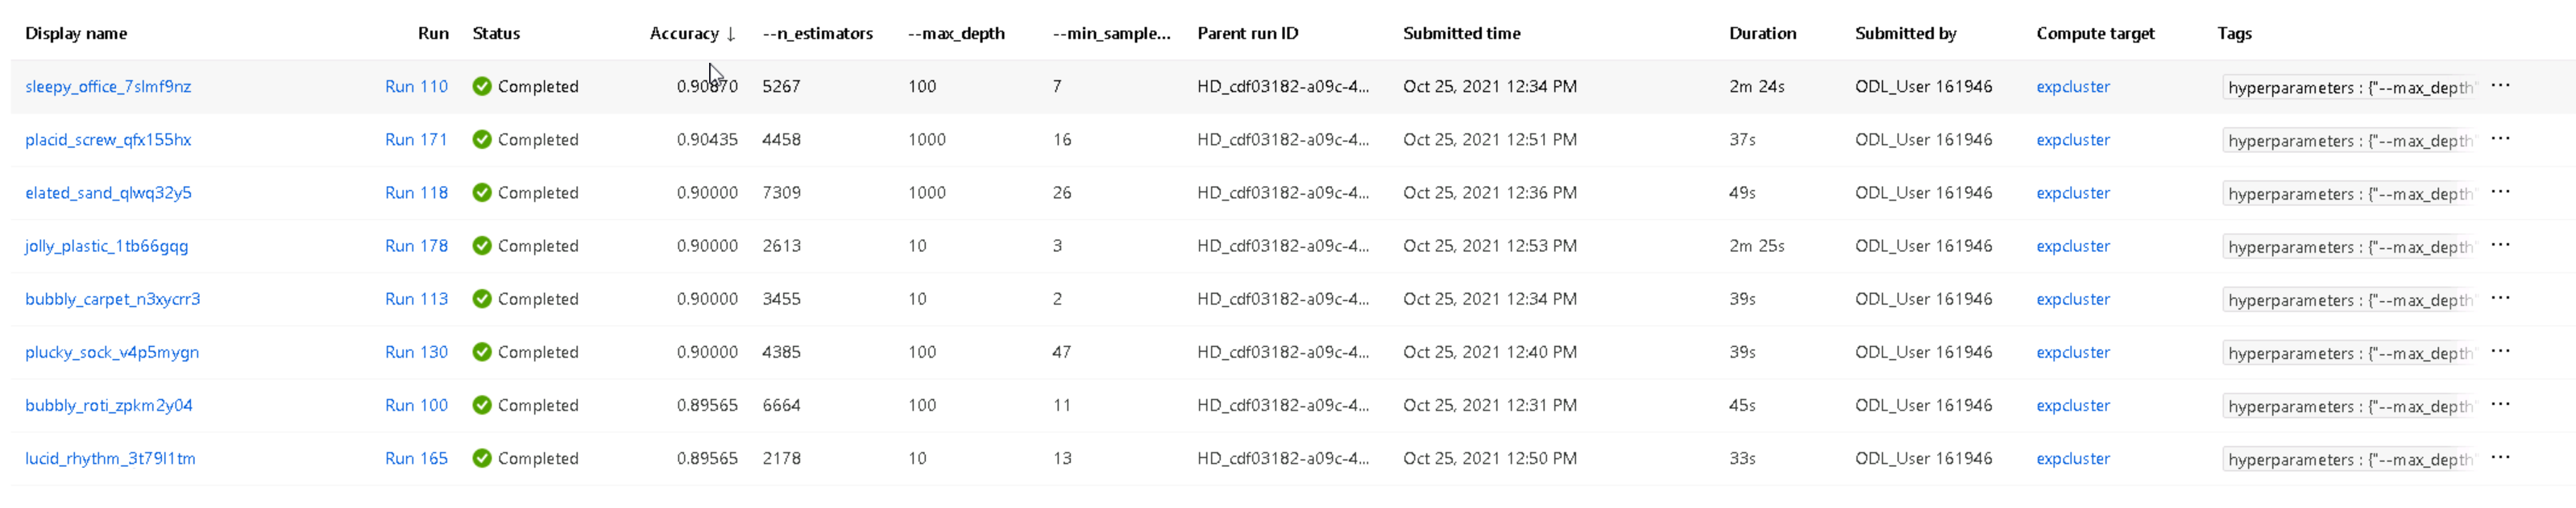 Display name Run Status Accuracy ↓ --n_estimators --max_depth --min_sample... Parent run ID Submitted time Duration Submitted by Compute target Tags
sleepy_office_7slmf9nz Run 110 Completed 0.90870 5267 100 7 HD_cdf03182-a09c-4... Oct 25, 2021 12:34 PM 2m 24s ODL_User 161946 expcluster hyperparameters : {"--max_depth" ...
placid_screw_qfx155hx Run 171 Completed 0.90435 4458 1000 16 HD_cdf03182-a09c-4... Oct 25, 2021 12:51 PM 37s ODL_User 161946 expcluster hyperparameters : {"--max_depth" ...
elated_sand_qlwq32y5 Run 118 Completed 0.90000 7309 1000 26 HD_cdf03182-a09c-4... Oct 25, 2021 12:36 PM 49s ODL_User 161946 expcluster hyperparameters : {"--max_depth" ...
jolly_plastic_1tb66gqg Run 178 Completed 0.90000 2613 10 3 HD_cdf03182-a09c-4... Oct 25, 2021 12:53 PM 2m 25s ODL_User 161946 expcluster hyperparameters : {"--max_depth" ...
bubbly_carpet_n3xycrr3 Run 113 Completed 0.90000 3455 10 2 HD_cdf03182-a09c-4... Oct 25, 2021 12:34 PM 39s ODL_User 161946 expcluster hyperparameters : {"--max_depth" ...
plucky_sock_v4p5mygn Run 130 Completed 0.90000 4385 100 47 HD_cdf03182-a09c-4... Oct 25, 2021 12:40 PM 39s ODL_User 161946 expcluster hyperparameters : {"--max_depth" ...
bubbly_roti_zpkm2y04 Run 100 Completed 0.89565 6664 100 11 HD_cdf03182-a09c-4... Oct 25, 2021 12:31 PM 45s ODL_User 161946 expcluster hyperparameters : {"--max_depth" ...
lucid_rhythm_3t79l1tm Run 165 Completed 0.89565 2178 10 13 HD_cdf03182-a09c-4... Oct 25, 2021 12:50 PM 33s ODL_User 161946 expcluster hyperparameters : {"--max_depth" ...